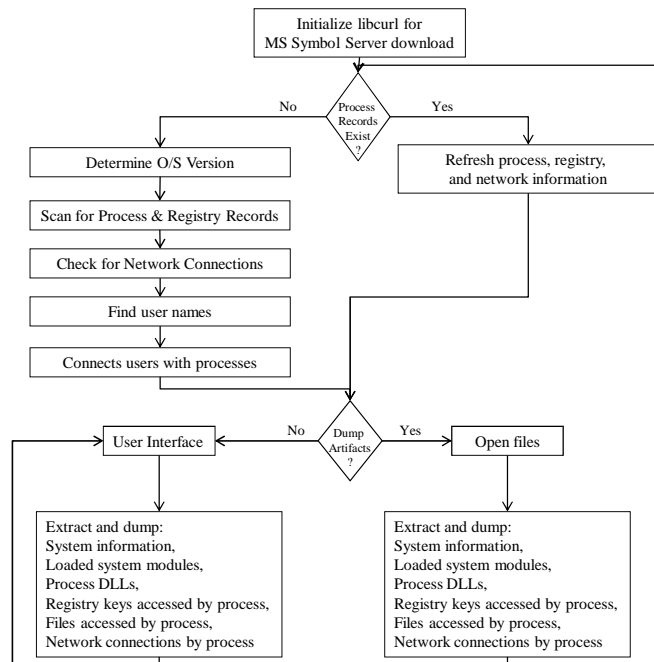 Initialize libcurl for
MS Symbol Server download
No
Process
Records
Exist
?
Yes
Determine O/S Version
Refresh process, registry,
and network information
Scan for Process & Registry Records
Check for Network Connections
Find user names
Connects users with processes
User Interface
No
Dump
Artifacts
?
Yes
Open files
Extract and dump:
System information,
Loaded system modules,
Process DLLs,
Registry keys accessed by process,
Files accessed by process,
Network connections by process
Extract and dump:
System information,
Loaded system modules,
Process DLLs,
Registry keys accessed by process,
Files accessed by process,
Network connections by process